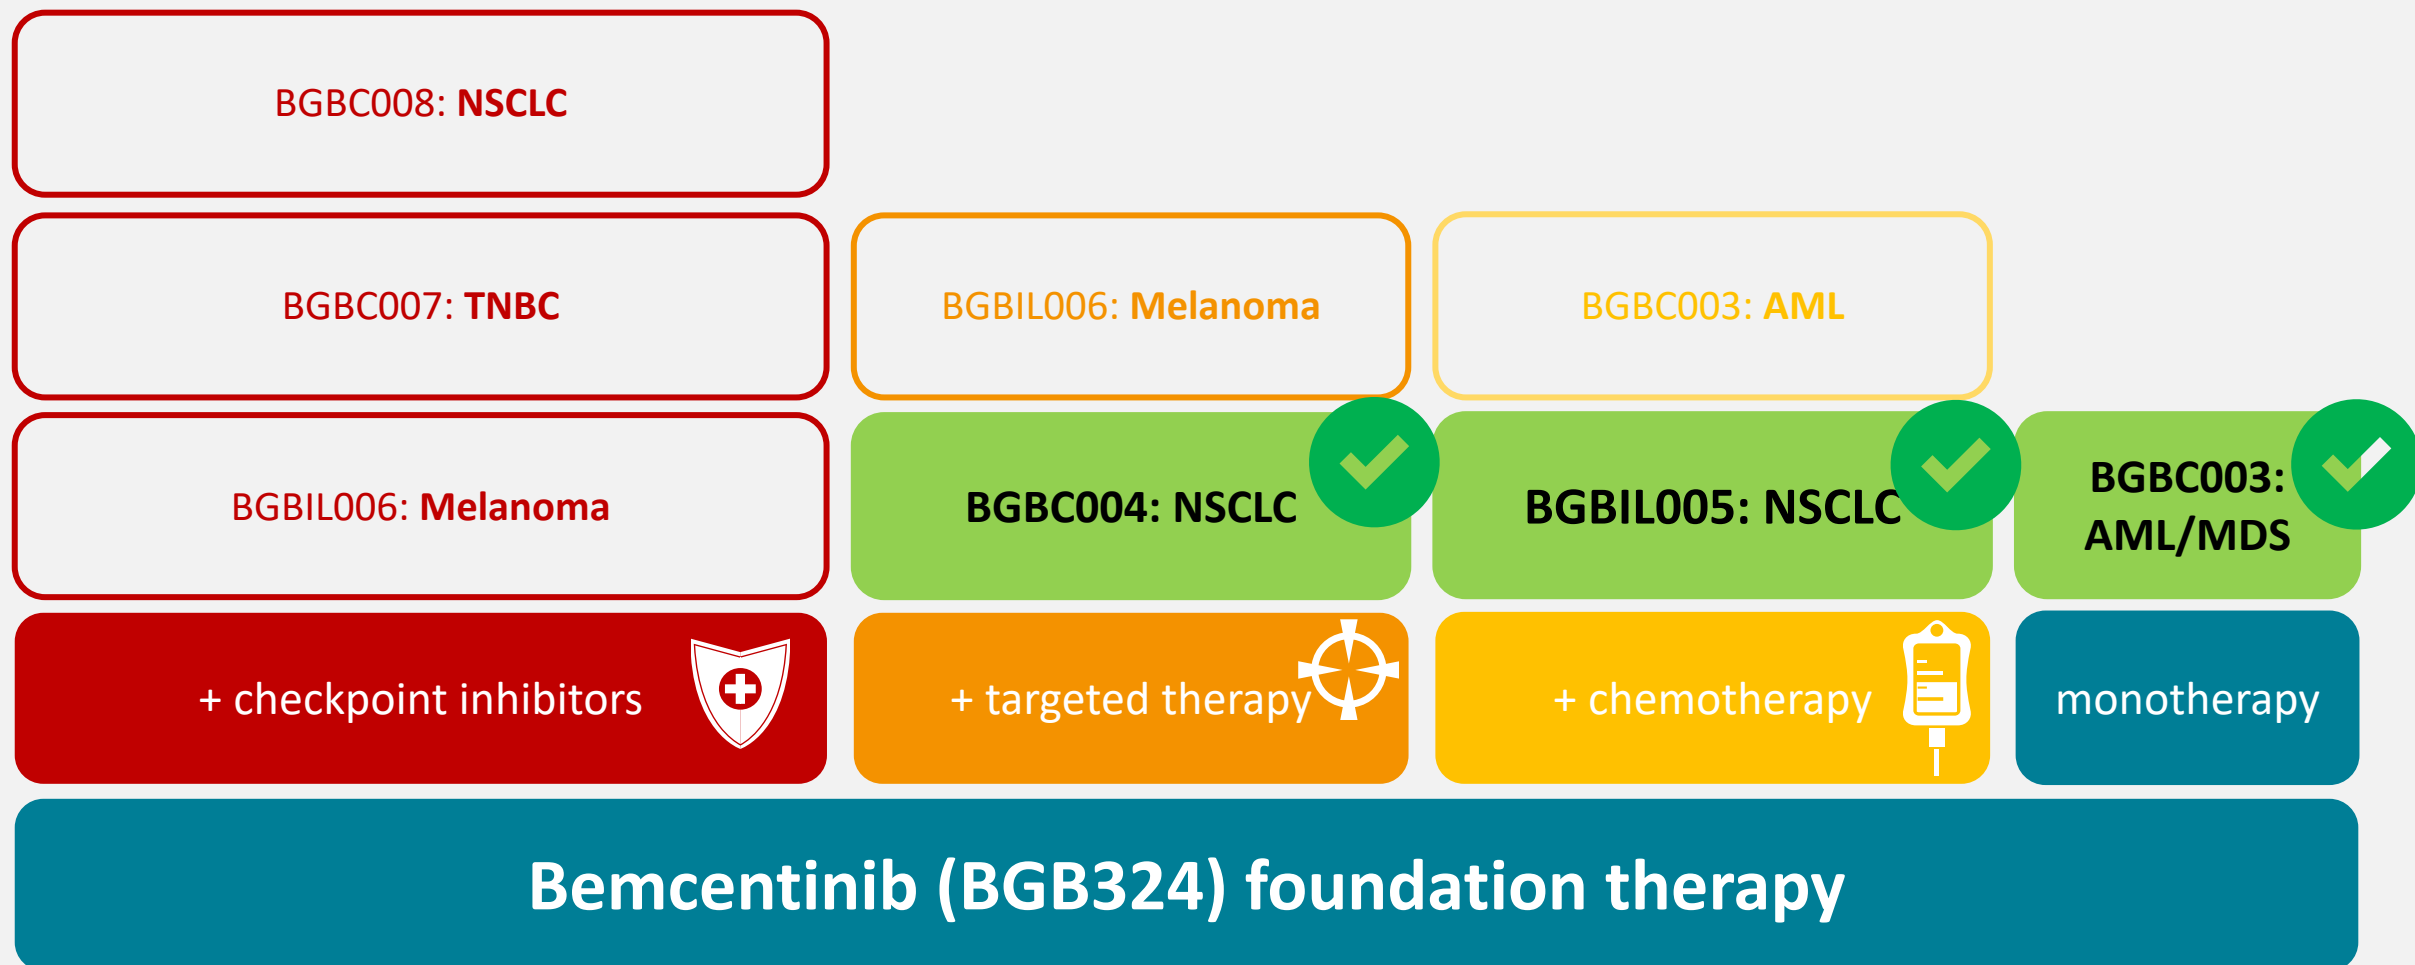 BGBC008: NSCLC
BGBC007: TNBC
BGBIL006: Melanoma
BGBC003: AML
BGBIL006: Melanoma
BGBC004: NSCLC
BGBIL005: NSCLC
BGBC003:
AML/MDS
+ checkpoint inhibitors
+ targeted therapy
+ chemotherapy
monotherapy
Bemcentinib (BGB324) foundation therapy